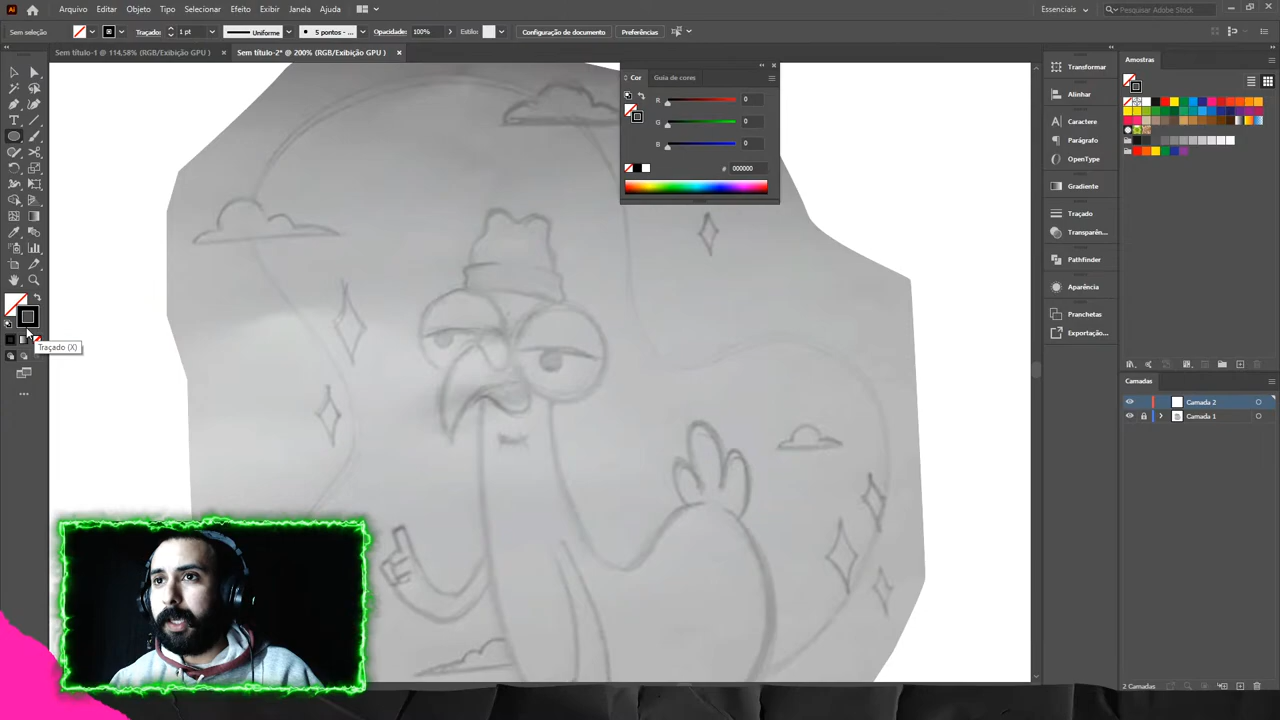 Ai Arquivo Editar Objeto Tipo Selecionar Efeito Exibir Janela Ajuda Essenciais Pesquisar Adobe Stock
Sem seleção Traçado: 1 pt Uniforme 5 pontos - ... Opacidade: 100% Estilo: Configuração de documento Preferências
Sem título-1 @ 114,58% (RGB/Exibição GPU ) Sem título-2* @ 200% (RGB/Exibição GPU )
Cor Guia de cores
R 0
G 0
B 0
# 000000
Transformar
Alinhar
Caractere
Parágrafo
OpenType
Gradiente
Traçado
Transparên...
Pathfinder
Aparência
Pranchetas
Exportação...
Amostras
Camadas
Camada 2
Camada 1
2 Camadas
Traçado (X)